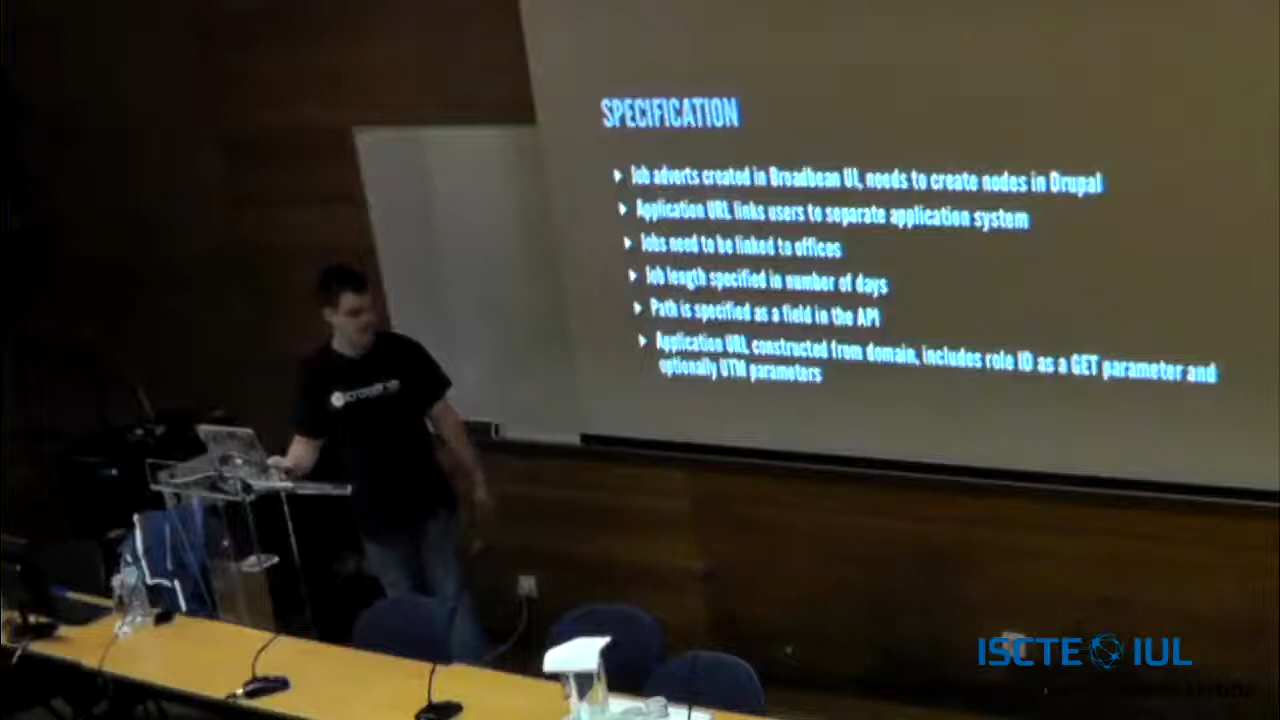 SPECIFICATION
Job adverts created in Broadbean UI, needs to create nodes in Drupal
Application URL links users to separate application system
Jobs need to be linked to offices
Job length specified in number of days
Path is specified as a field in the API
Application URL constructed from domain, includes role ID as a GET parameter and
optionally UTM parameters
ISCTE IUL